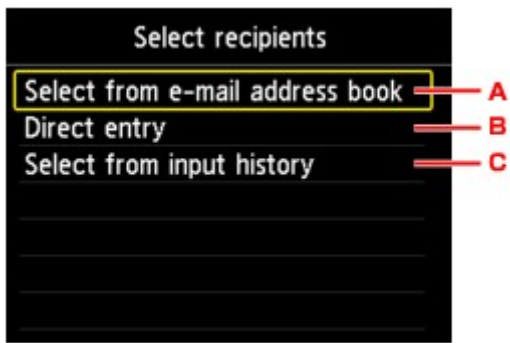 Select recipients
Select from e-mail address book A
Direct entry B
Select from input history C